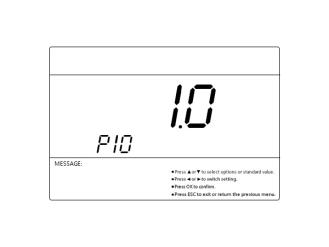 1.0
P10
MESSAGE:
• Press ▲ or ▼ to select options or standard value.
• Press ◄ or ► to switch setting.
• Press OK to confirm.
• Press ESC to exit or return the previous menu.